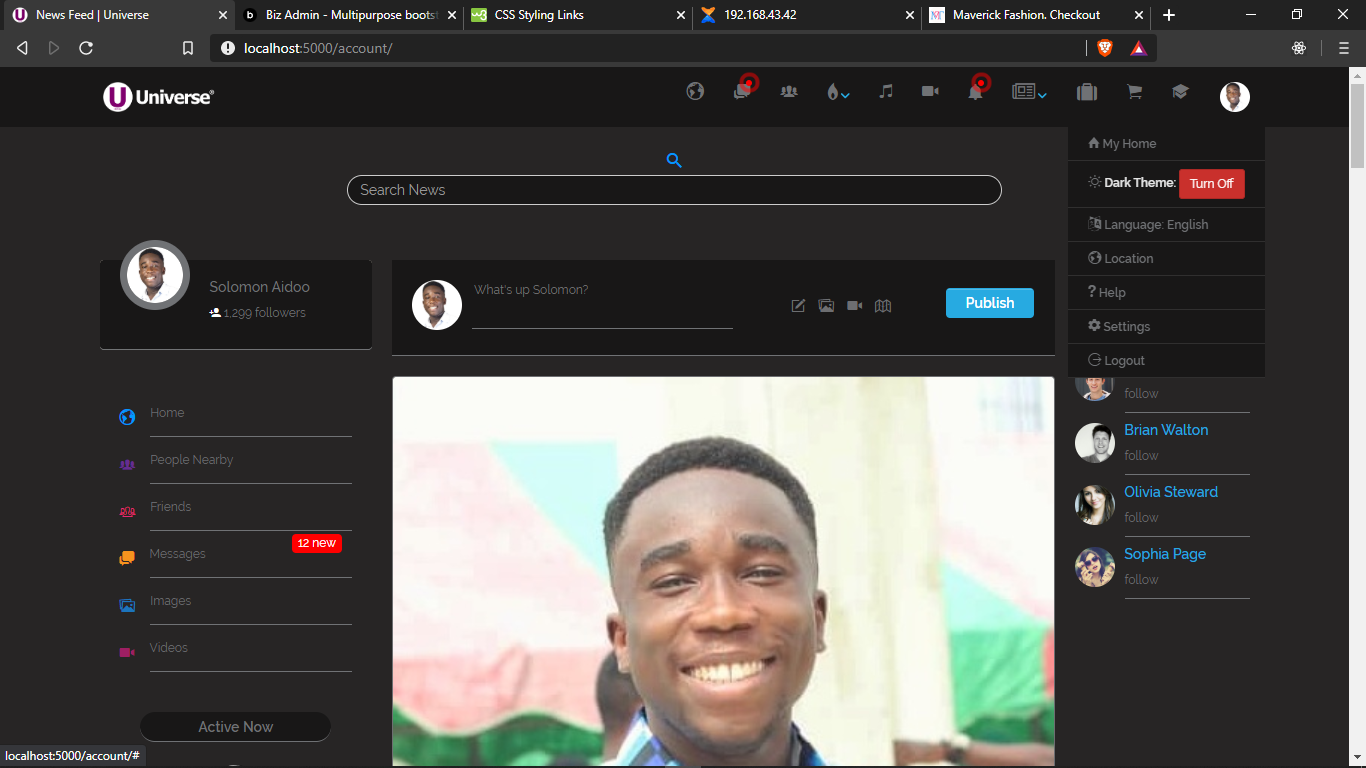 News Feed | Universe
Biz Admin - Multipurpose bootst
CSS Styling Links
192.168.43.42
Maverick Fashion. Checkout
localhost:5000/account/
U Universe®
My Home
Search News
Dark Theme: Turn Off
Language: English
Location
Solomon Aidoo
1,299 followers
What's up Solomon?
Publish
Help
Settings
Logout
Home
People Nearby
Friends
Messages
12 new
Images
Videos
Active Now
follow
Brian Walton
follow
Olivia Steward
follow
Sophia Page
follow
localhost:5000/account/#